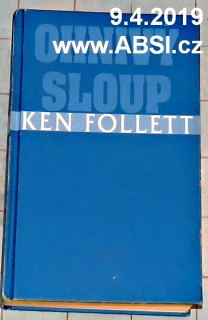 9.4.2019
www.ABSI.cz
OHNIVÝ
SLOUP
KEN FOLLETT